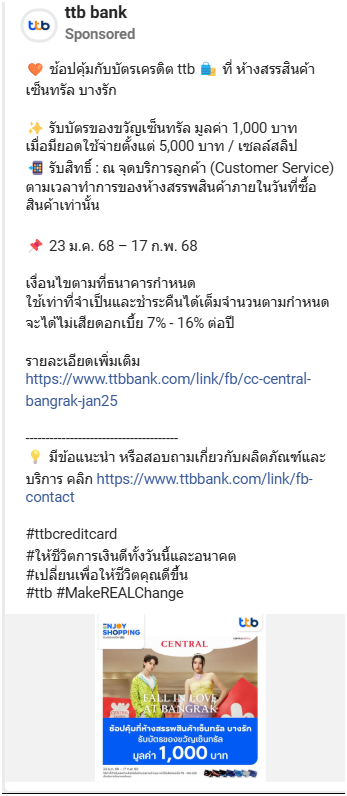 ttb bank
ttb
Sponsored
🧡 ช้อปคุ้มกับบัตรเครดิต ttb 🛍️ ที่ ห้างสรรสินค้า
เซ็นทรัล บางรัก
✨ รับบัตรของขวัญเซ็นทรัล มูลค่า 1,000 บาท
เมื่อมียอดใช้จ่ายตั้งแต่ 5,000 บาท / เซลล์สลิป
📲 รับสิทธิ์ : ณ จุดบริการลูกค้า (Customer Service)
ตามเวลาทำการของห้างสรรพสินค้าภายในวันที่ซื้อ
สินค้าเท่านั้น
📌 23 ม.ค. 68 – 17 ก.พ. 68
เงื่อนไขตามที่ธนาคารกำหนด
ใช้เท่าที่จำเป็นและชำระคืนได้เต็มจำนวนตามกำหนด
จะได้ไม่เสียดอกเบี้ย 7% - 16% ต่อปี
รายละเอียดเพิ่มเติม
https://www.ttbbank.com/link/fb/cc-central-
bangrak-jan25
--------------------------------------
💡 มีข้อแนะนำ หรือสอบถามเกี่ยวกับผลิตภัณฑ์และ
บริการ คลิก https://www.ttbbank.com/link/fb-
contact
#ttbcreditcard
#ให้ชีวิตการเงินดีทั้งวันนี้และอนาคต
#เปลี่ยนเพื่อให้ชีวิตคุณดีขึ้น
#ttb #MakeREALChange
ENJOY
SHOPPING
ttb
CENTRAL
FALL IN LOVE
AT BANGRAK
ช้อปคุ้มที่ห้างสรรพสินค้าเซ็นทรัล บางรัก
รับบัตรของขวัญเซ็นทรัล
มูลค่า 1,000 บาท
23 ม.ค. 68 - 17 ก.พ. 68